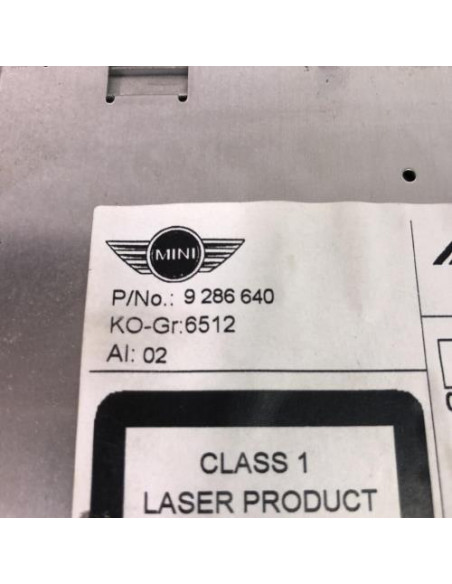 MINI
P/No.: 9 286 640
KO-Gr:6512
AI: 02
CLASS 1
LASER PRODUCT